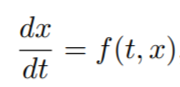 dx/dt = f(t, x)